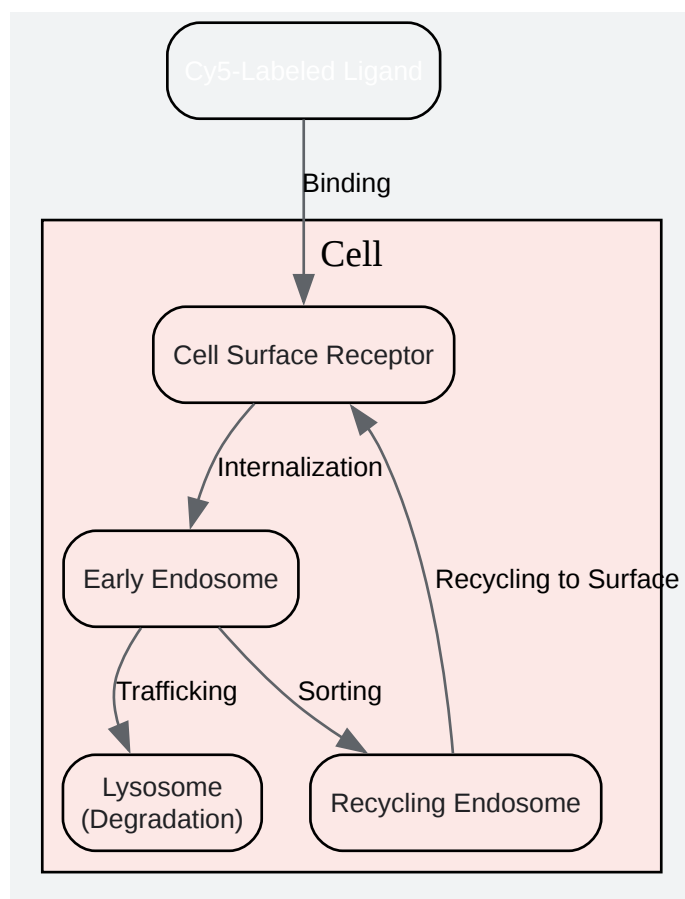 Cy5-Labeled Ligand
Binding
Cell
Cell Surface Receptor
Internalization
Early Endosome
Recycling to Surface
Trafficking
Sorting
Lysosome
(Degradation)
Recycling Endosome